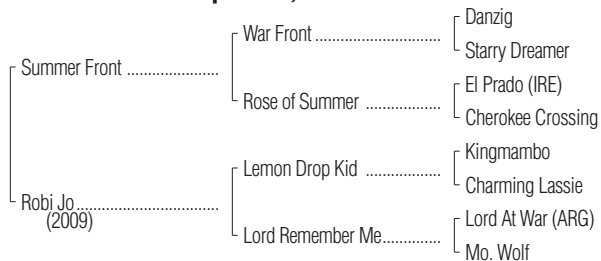 Danzig
War Front ......................
Starry Dreamer
Summer Front ......................
El Prado (IRE)
Rose of Summer ..................
Cherokee Crossing
Kingmambo
Lemon Drop Kid ..................
Charming Lassie
Robi Jo ..................................
(2009)
Lord At War (ARG)
Lord Remember Me..............
Mo. Wolf